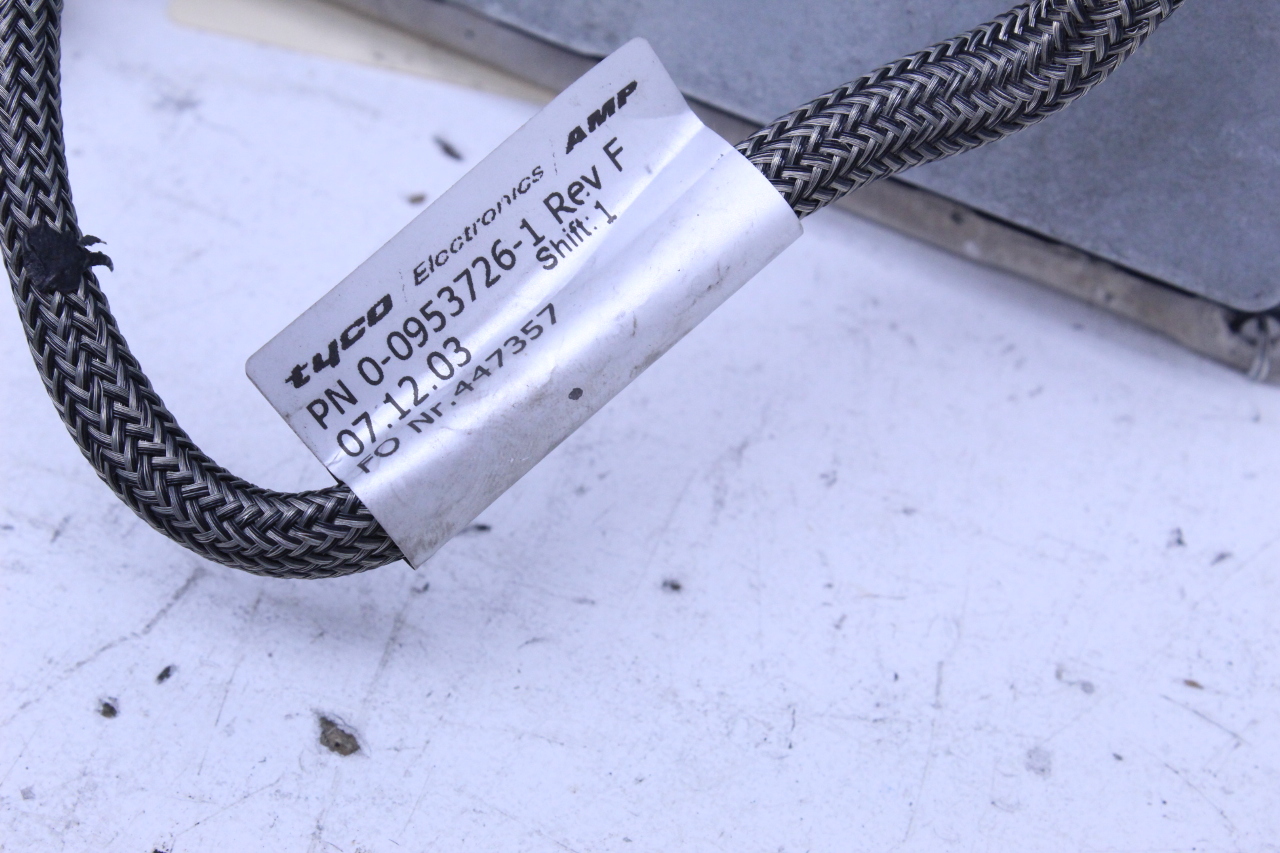 tyco Electronics AMP
PN 0-0953726-1 Rev F
07.12.03 Shift: 1
FO Nr.447357